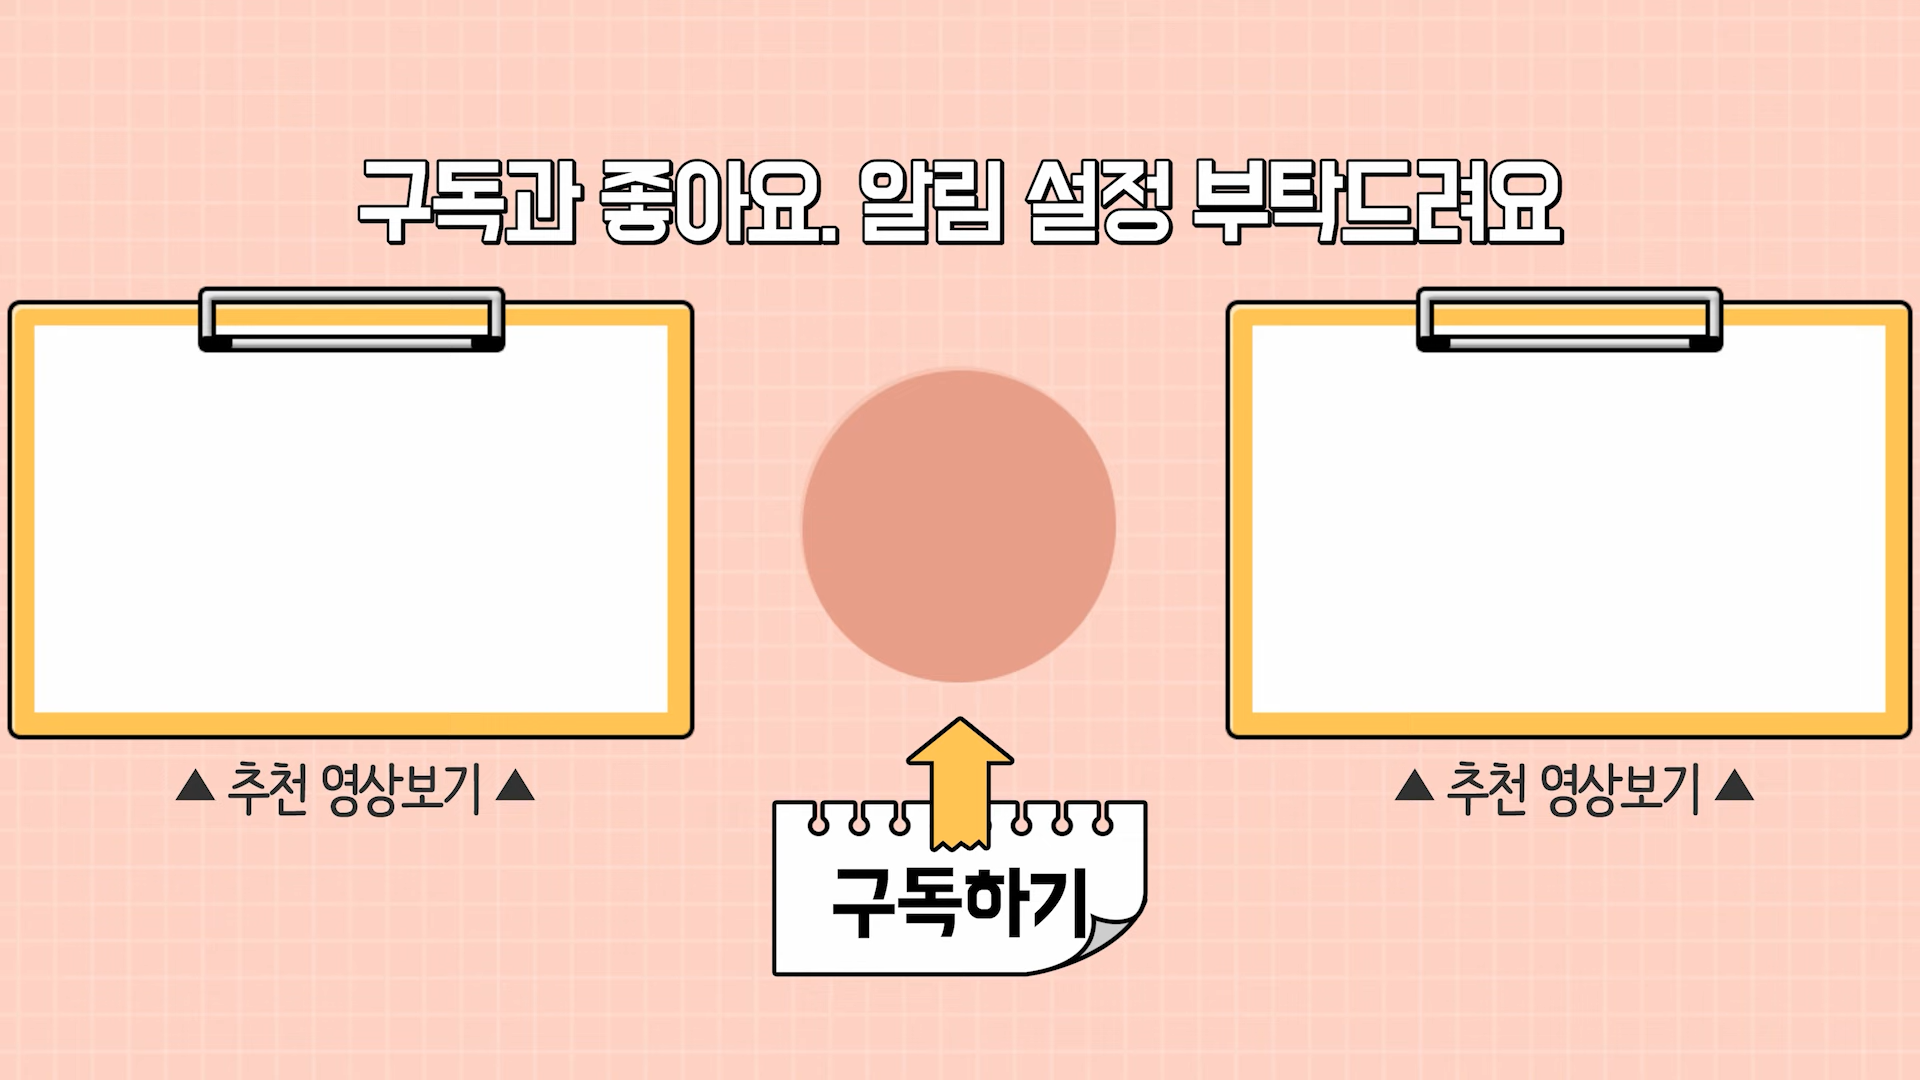 구독과 좋아요. 알림 설정 부탁드려요
▲ 추천 영상보기 ▲
▲ 추천 영상보기 ▲
구독하기